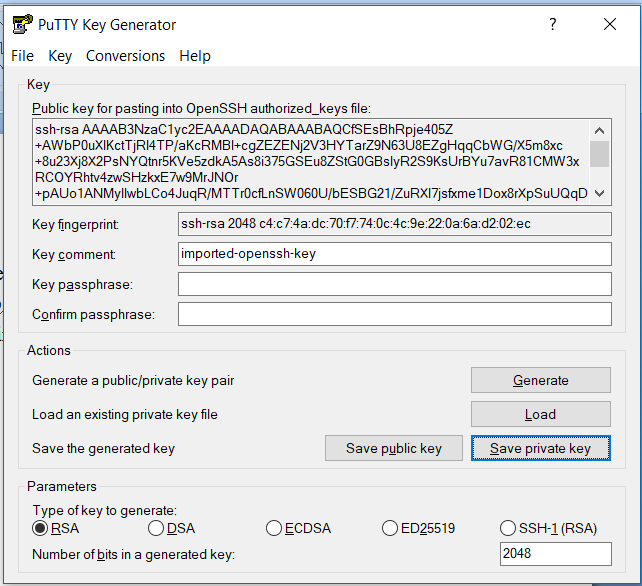 PuTTY Key Generator ?
File Key Conversions Help
Key
Public key for pasting into OpenSSH authorized_keys file:
ssh-rsa AAAAB3NzaC1yc2EAAAADAQABAAABAQCfSEsBhRpje405Z
+AWbP0uXlKctTjRI4TP/aKcRMBl+cgZEZENj2V3HYTarZ9N63U8EZgHqqCbWG/X5m8xc
+8u23Xj8X2PsNYQtnr5KVe5zdkA5As8i375GSEu8ZStG0GBslyR2S9KsUrBYu7avR81CMW3x
RCOYRhtv4zwSHzkxE7w9MrJNOr
+pAUo1ANMyIlwbLCo4JuqR/MTTr0cfLnSW060U/bESBG21/ZuRXl7jsfxme1Dox8rXpSuUQqD
Key fingerprint: ssh-rsa 2048 c4:c7:4a:dc:70:f7:74:0c:4c:9e:22:0a:6a:d2:02:ec
Key comment: imported-openssh-key
Key passphrase:
Confirm passphrase:
Actions
Generate a public/private key pair Generate
Load an existing private key file Load
Save the generated key Save public key Save private key
Parameters
Type of key to generate:
RSA DSA ECDSA ED25519 SSH-1 (RSA)
Number of bits in a generated key: 2048